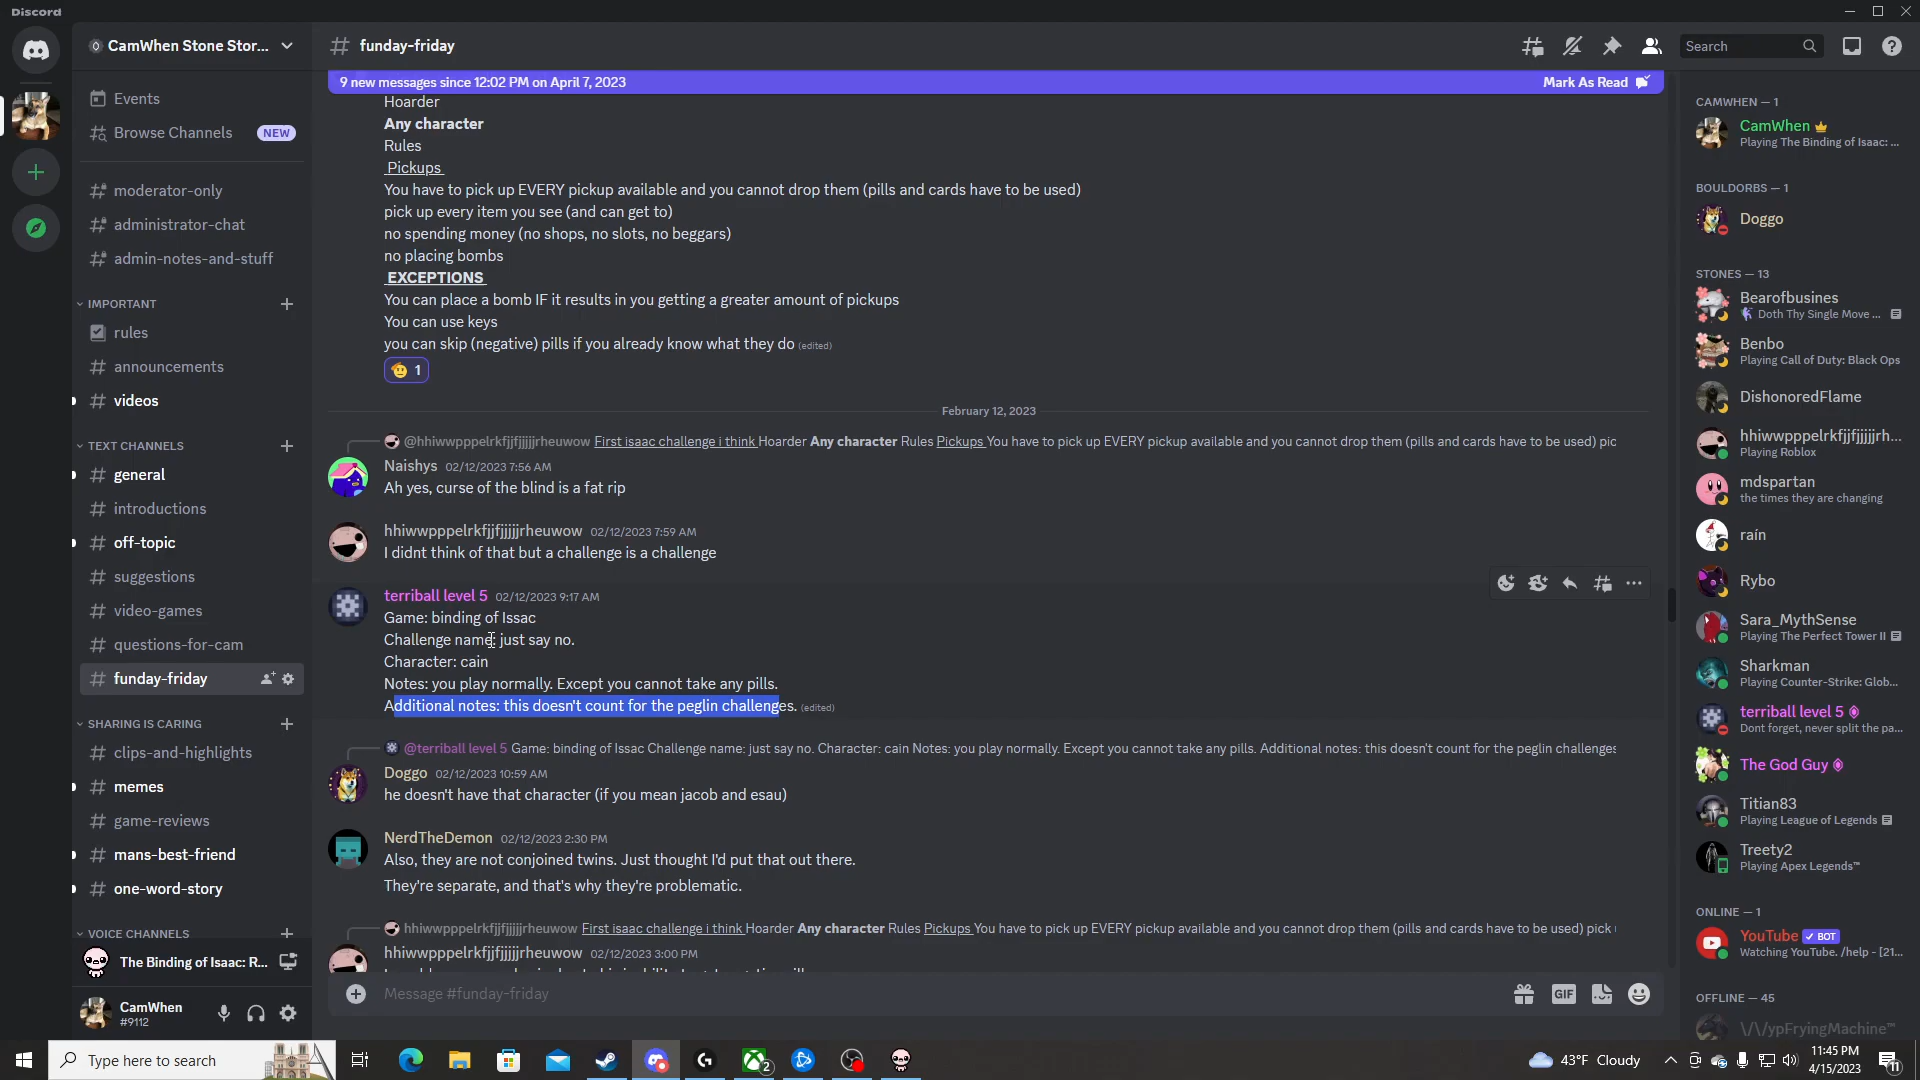 Discord
CamWhen Stone Stor...
Events
Browse Channels
NEW
moderator-only
administrator-chat
admin-notes-and-stuff
IMPORTANT
rules
announcements
videos
TEXT CHANNELS
general
introductions
off-topic
suggestions
video-games
questions-for-cam
funday-friday
SHARING IS CARING
clips-and-highlights
memes
game-reviews
mans-best-friend
one-word-story
VOICE CHANNELS
The Binding of Isaac: R...
CamWhen
#9112
funday-friday
Search
9 new messages since 12:02 PM on April 7, 2023
Mark As Read
Hoarder
Any character
Rules
Pickups
You have to pick up EVERY pickup available and you cannot drop them (pills and cards have to be used)
pick up every item you see (and can get to)
no spending money (no shops, no slots, no beggars)
no placing bombs
EXCEPTIONS
You can place a bomb IF it results in you getting a greater amount of pickups
You can use keys
you can skip (negative) pills if you already know what they do (edited)
1
February 12, 2023
@hhiwwpppelrkfjjfjjjjjrheuwow First isaac challenge i think Hoarder Any character Rules Pickups You have to pick up EVERY pickup available and you cannot drop them (pills and cards have to be used) pic
Naishys 02/12/2023 7:56 AM
Ah yes, curse of the blind is a fat rip
hhiwwpppelrkfjjfjjjjjrheuwow 02/12/2023 7:59 AM
I didnt think of that but a challenge is a challenge
terriball level 5 02/12/2023 9:17 AM
Game: binding of Issac
Challenge name: just say no.
Character: cain
Notes: you play normally. Except you cannot take any pills.
Additional notes: this doesn't count for the peglin challenges. (edited)
@terriball level 5 Game: binding of Issac Challenge name: just say no. Character: cain Notes: you play normally. Except you cannot take any pills. Additional notes: this doesn't count for the peglin challenges
Doggo 02/12/2023 10:59 AM
he doesn't have that character (if you mean jacob and esau)
NerdTheDemon 02/12/2023 2:30 PM
Also, they are not conjoined twins. Just thought I'd put that out there.
They're separate, and that's why they're problematic.
hhiwwpppelrkfjjfjjjjjrheuwow First isaac challenge i think Hoarder Any character Rules Pickups You have to pick up EVERY pickup available and you cannot drop them (pills and cards have to be used) pick
hhiwwpppelrkfjjfjjjjjrheuwow 02/12/2023 3:00 PM
Message #funday-friday
GIF
CAMWHEN — 1
CamWhen
Playing The Binding of Isaac: ...
BOULDORBS — 1
Doggo
STONES — 13
Bearofbusines
Doth Thy Single Move ...
Benbo
Playing Call of Duty: Black Ops
DishonoredFlame
hhiwwpppelrkfjjfjjjjjrh...
Playing Roblox
mdspartan
the times they are changing
raín
Rybo
Sara_MythSense
Playing The Perfect Tower II
Sharkman
Playing Counter-Strike: Glob...
terriball level 5
Dont forget, never split the pa...
The God Guy
Titian83
Playing League of Legends
Treety2
Playing Apex Legends™
ONLINE — 1
YouTube ✓ BOT
Watching YouTube. /help - [21...
OFFLINE — 45
\/\/ypFryingMachine™
Type here to search
2
43°F Cloudy
11:45 PM
4/15/2023
11